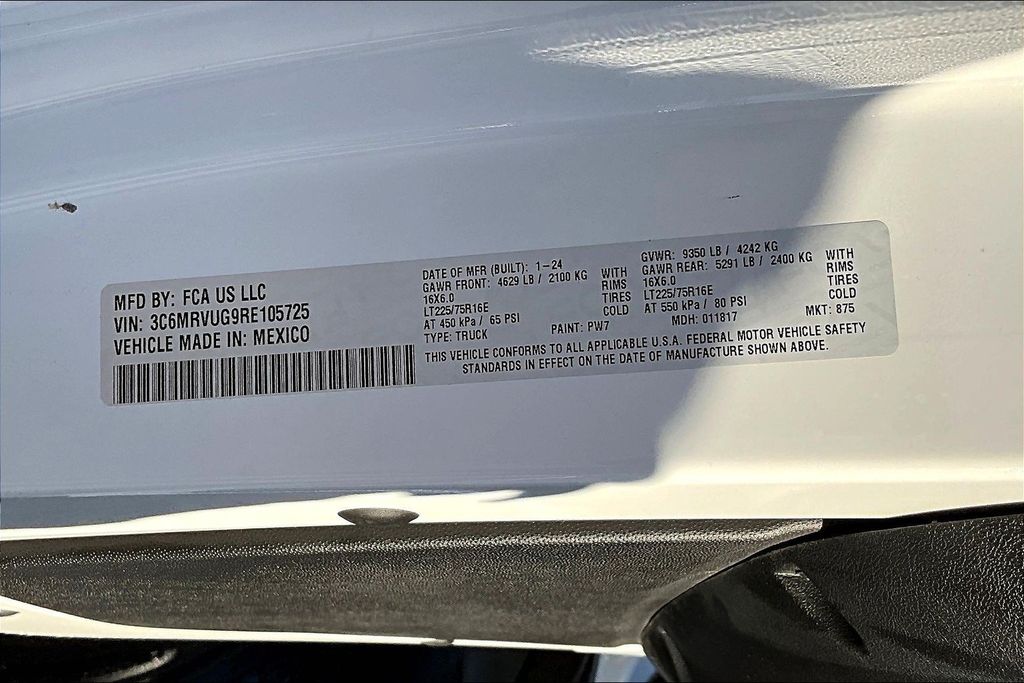 MFD BY: FCA US LLC
VIN: 3C6MRVUG9RE105725
VEHICLE MADE IN: MEXICO
DATE OF MFR (BUILT): 1-24
GAWR FRONT: 4629 LB / 2100 KG WITH
16X6.0 RIMS
LT225/75R16E TIRES
AT 450 kPa / 65 PSI COLD
TYPE: TRUCK PAINT: PW7
GVWR: 9350 LB / 4242 KG
GAWR REAR: 5291 LB / 2400 KG WITH
16X6.0 RIMS
LT225/75R16E TIRES
AT 550 kPa / 80 PSI COLD
MDH: 011817 MKT: 875
THIS VEHICLE CONFORMS TO ALL APPLICABLE U.S.A. FEDERAL MOTOR VEHICLE SAFETY
STANDARDS IN EFFECT ON THE DATE OF MANUFACTURE SHOWN ABOVE.